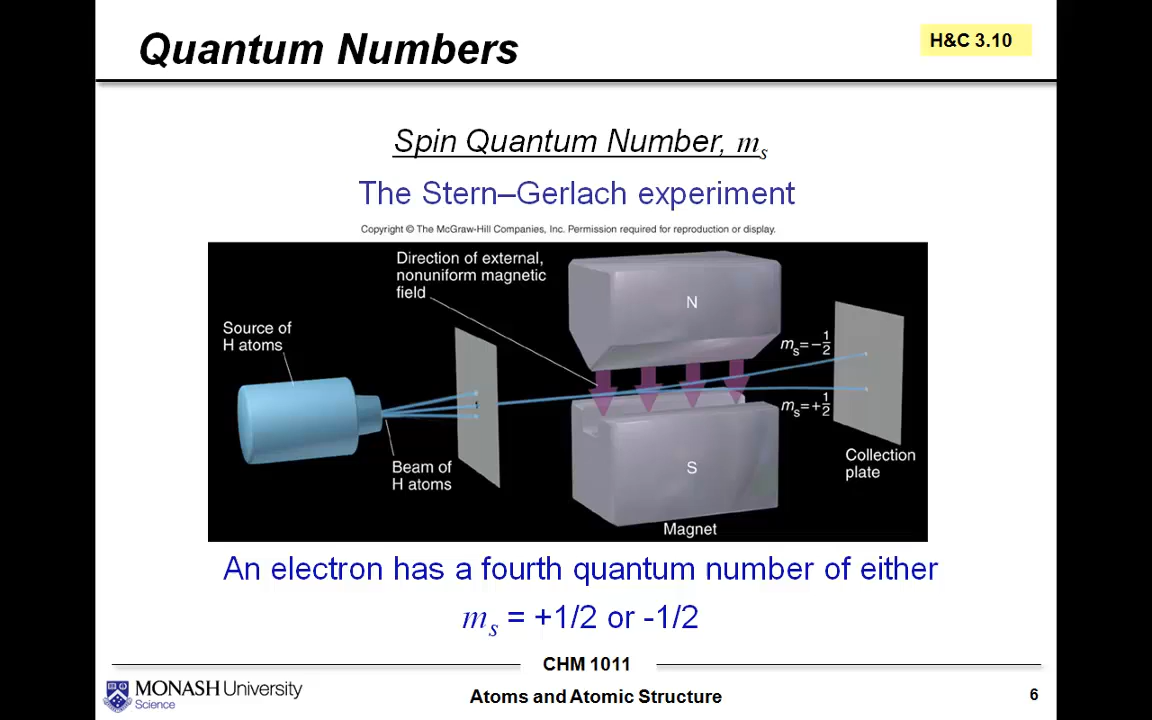 Quantum Numbers
H&C 3.10
Spin Quantum Number, mₛ
The Stern–Gerlach experiment
Copyright © The McGraw-Hill Companies, Inc. Permission required for reproduction or display.
Direction of external,
nonuniform magnetic
field
Source of
H atoms
Beam of
H atoms
N
S
Magnet
mₛ=−1/2
mₛ=+1/2
Collection
plate
An electron has a fourth quantum number of either
mₛ = +1/2 or -1/2
CHM 1011
MONASH University
Science
Atoms and Atomic Structure
6